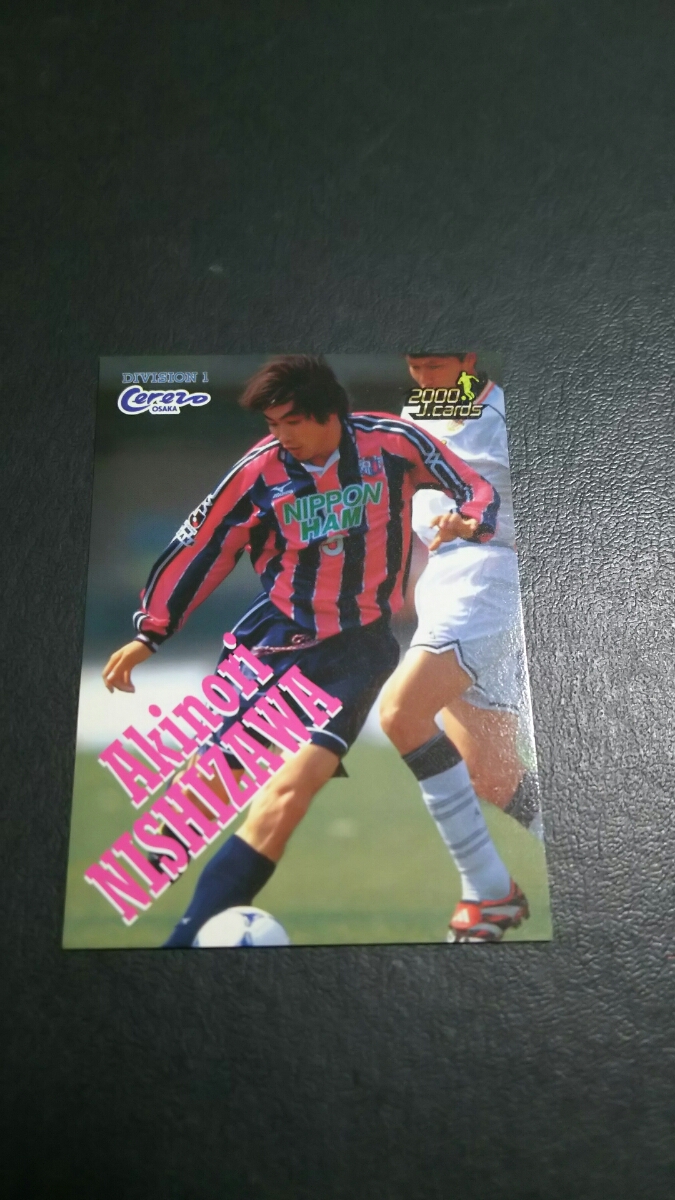 DIVISION 1
Cerezo
OSAKA
2000
J.cards
NIPPON
HAM
Akinori
NISHIZAWA